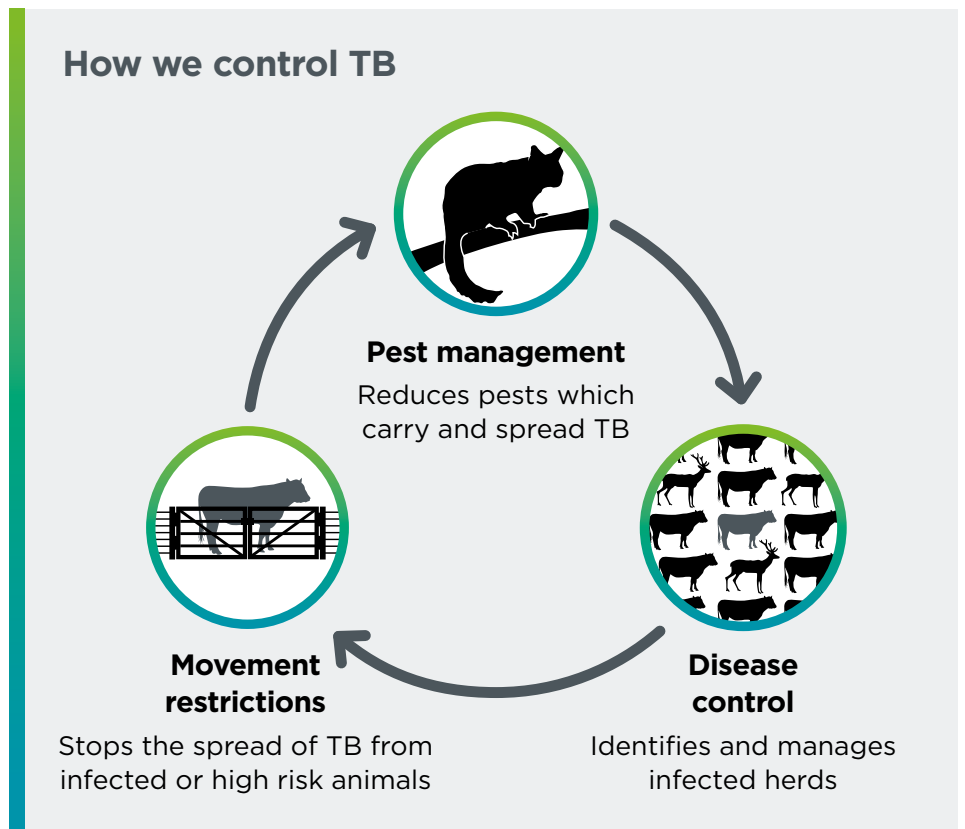 How we control TB
Pest management
Reduces pests which
carry and spread TB
Movement
restrictions
Stops the spread of TB from
infected or high risk animals
Disease
control
Identifies and manages
infected herds